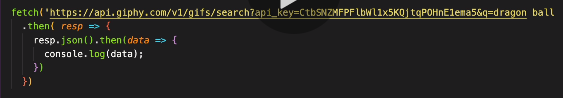 fetch('https://api.giphy.com/v1/gifs/search?api_key=CtbSNZMFPFlbWl1x5KQjtqPOHnE1ema5&q=dragon ball
.then( resp => {
resp.json().then(data => {
console.log(data);
})
})